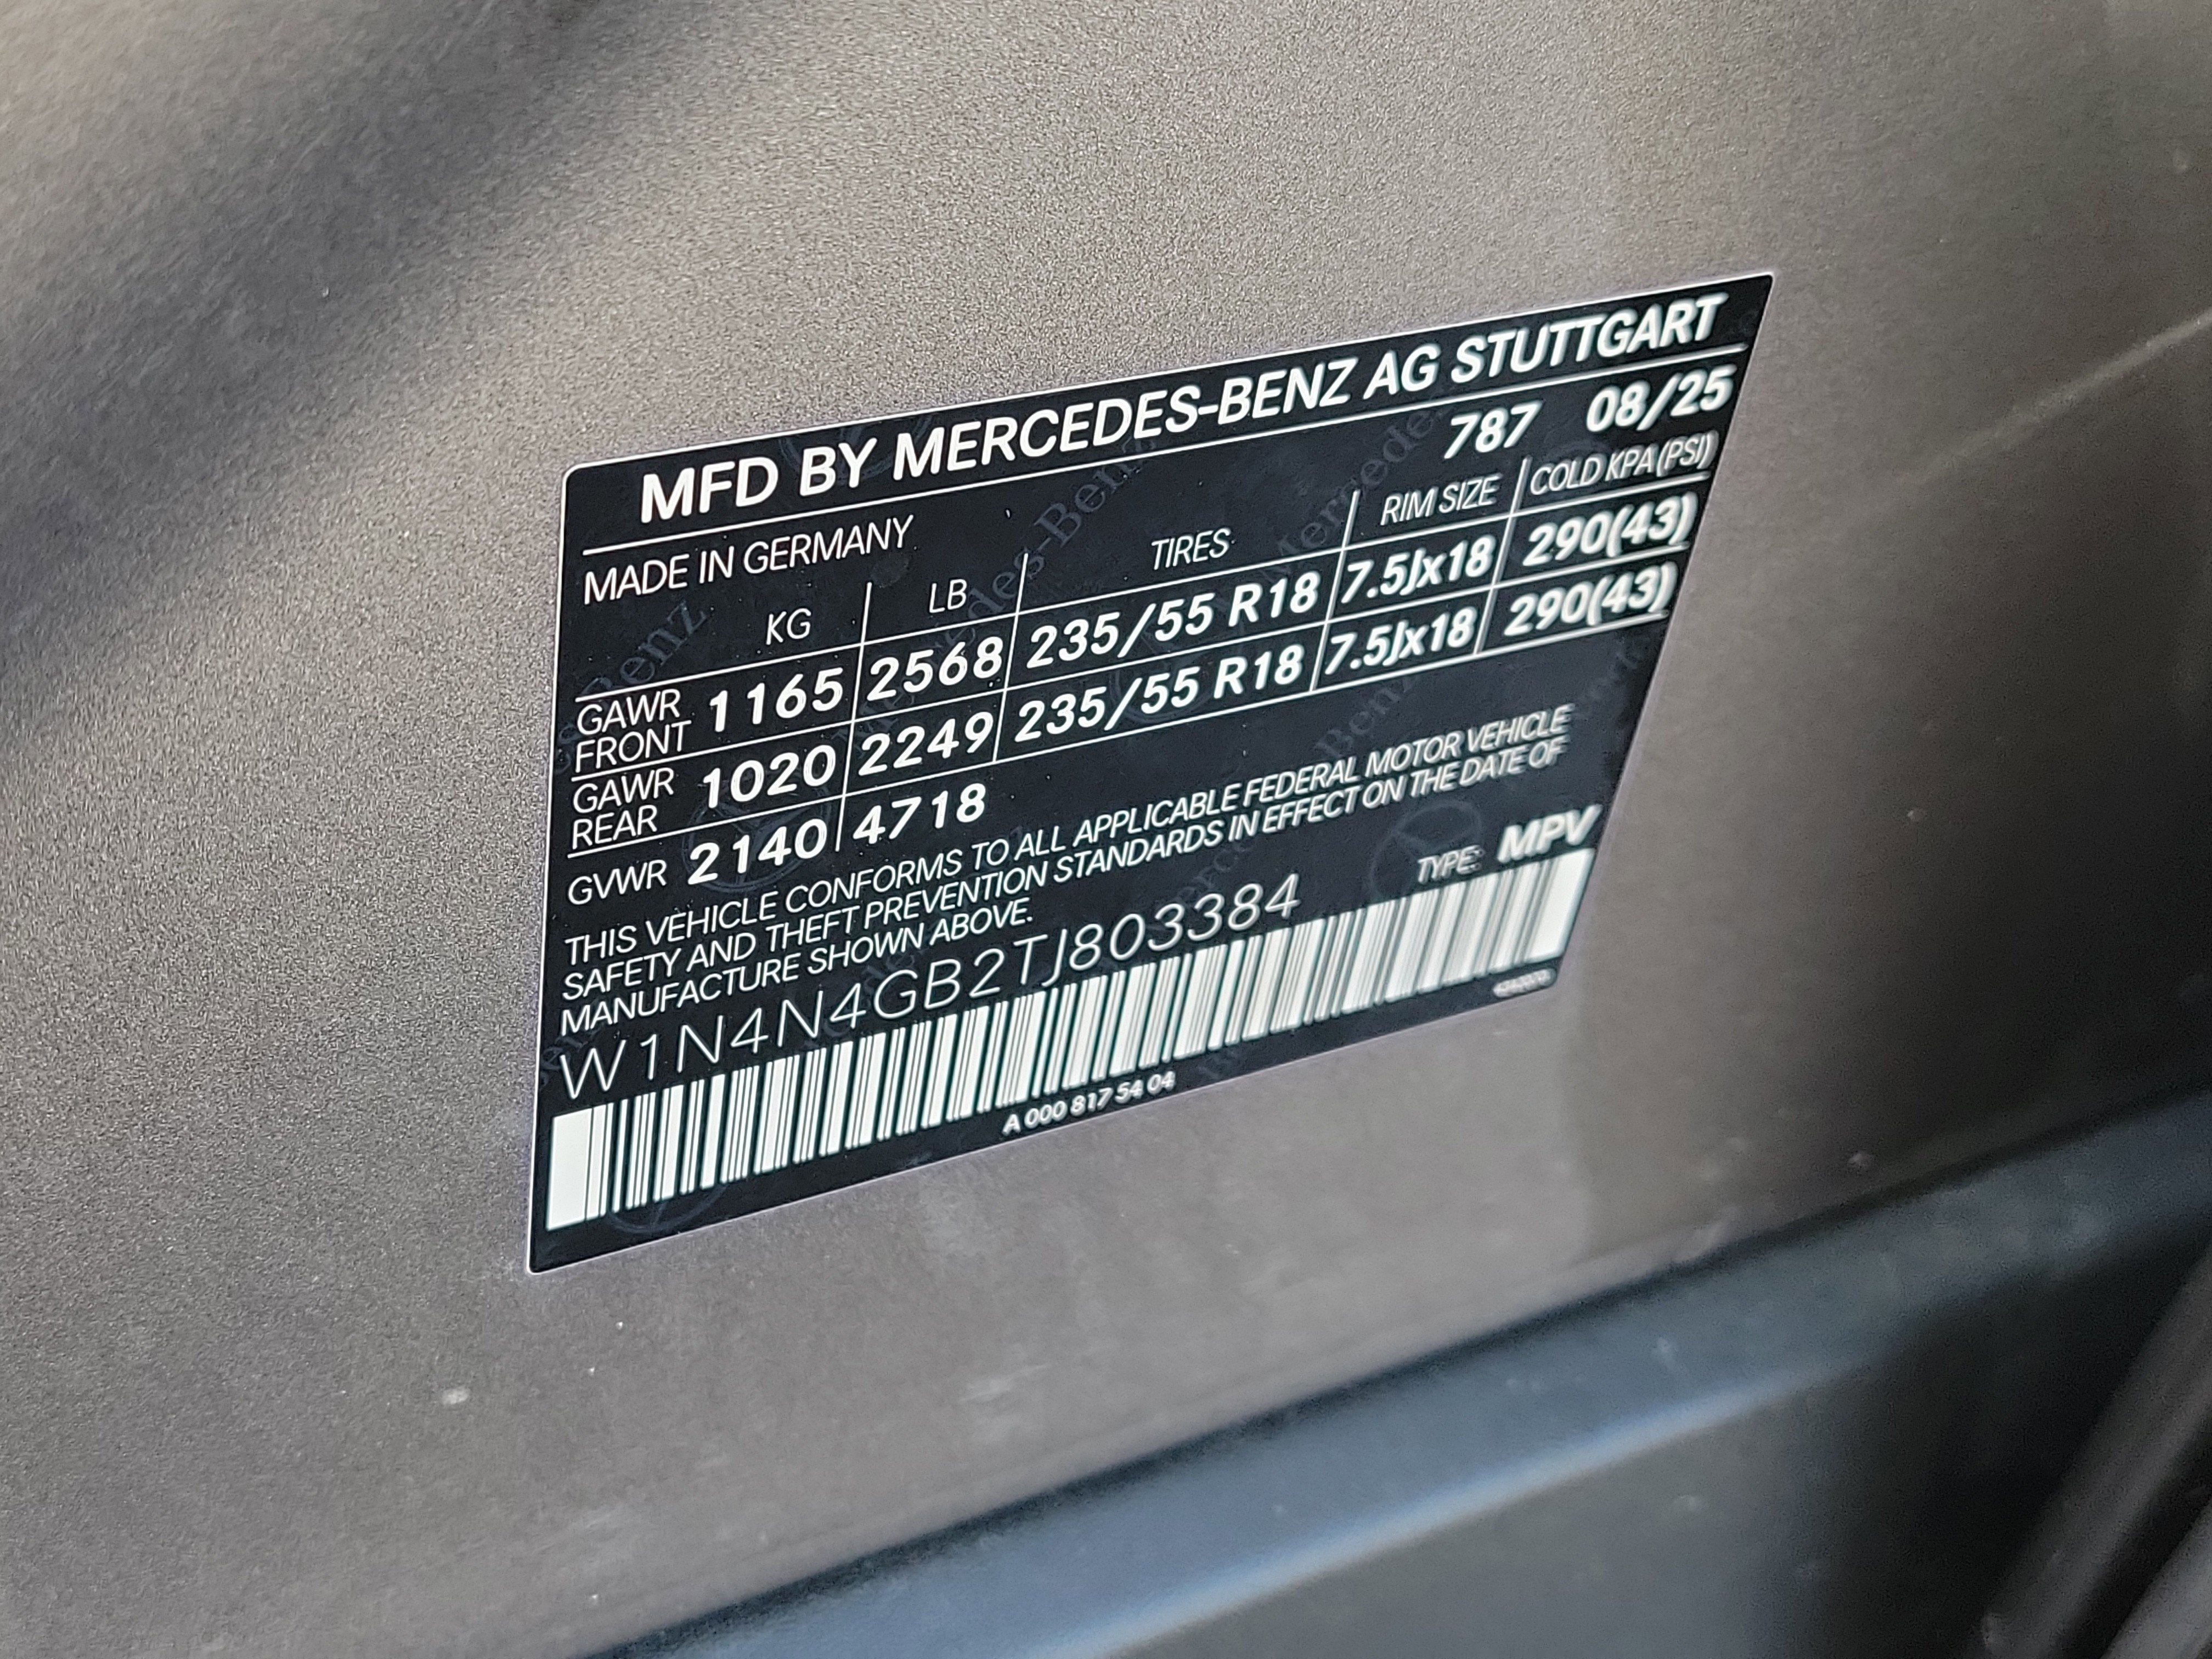 MFD BY MERCEDES-BENZ AG STUTTGART
MADE IN GERMANY 787 08/25
KG LB TIRES RIM SIZE COLD KPA(PSI)
GAWR FRONT 1165 2568 235/55 R18 7.5Jx18 290(43)
GAWR REAR 1020 2249 235/55 R18 7.5Jx18 290(43)
GVWR 2140 4718
THIS VEHICLE CONFORMS TO ALL APPLICABLE FEDERAL MOTOR VEHICLE
SAFETY AND THEFT PREVENTION STANDARDS IN EFFECT ON THE DATE OF
MANUFACTURE SHOWN ABOVE.
TYPE: MPV
W1N4N4GB2TJ803384
A 000 817 54 04